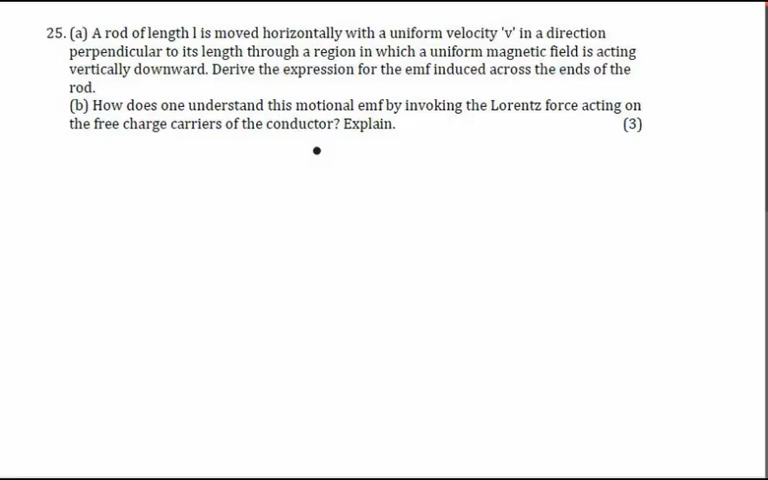 25. (a) A rod of length l is moved horizontally with a uniform velocity 'v' in a direction
perpendicular to its length through a region in which a uniform magnetic field is acting
vertically downward. Derive the expression for the emf induced across the ends of the
rod.
(b) How does one understand this motional emf by invoking the Lorentz force acting on
the free charge carriers of the conductor? Explain. (3)